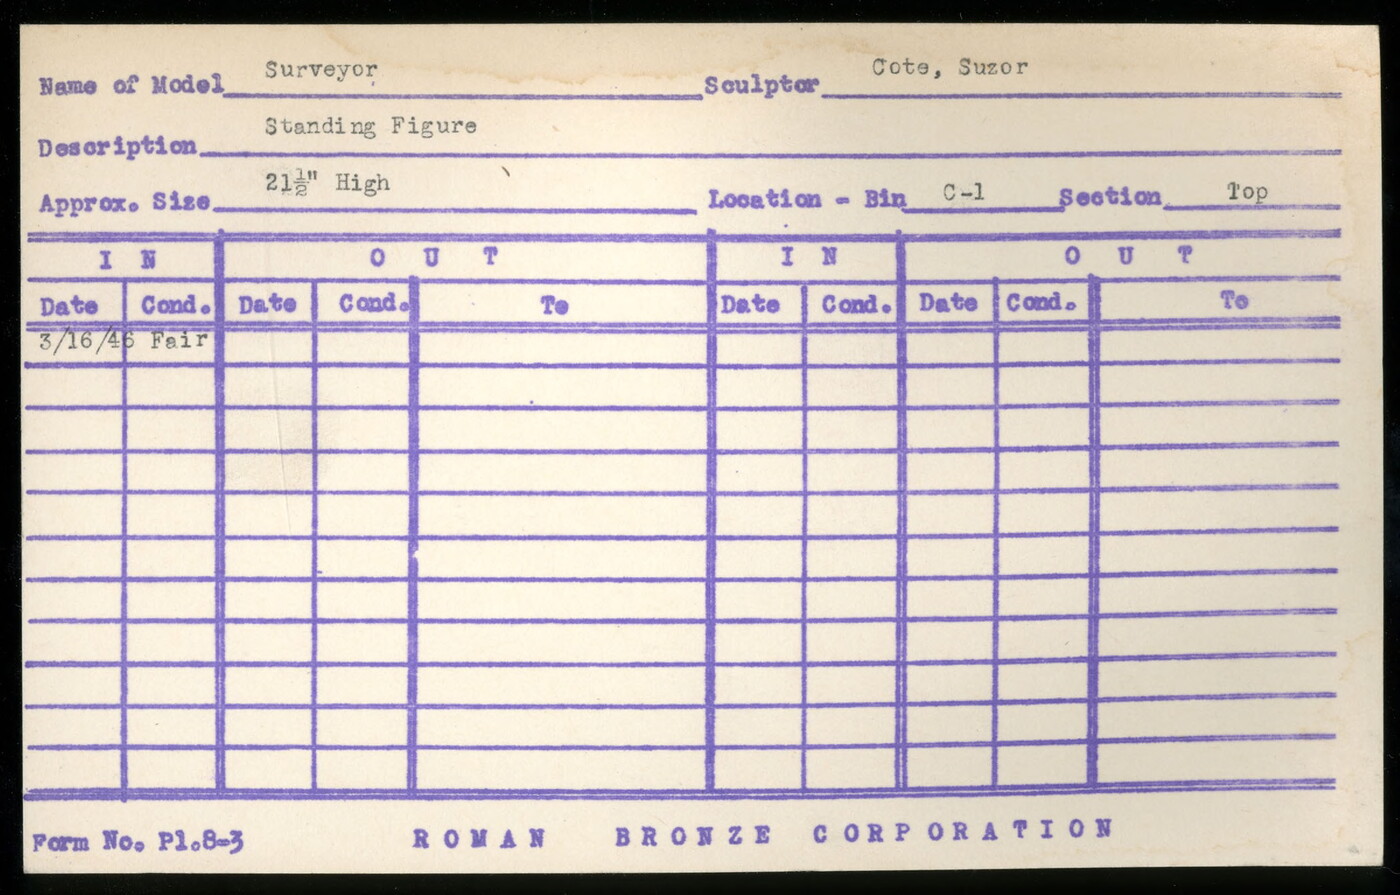 Name of Model Surveyor Sculptor Cote, Suzor
Description Standing Figure
Approx. Size 21½" High Location - Bin C-1 Section Top
IN OUT IN OUT
Date Cond. Date Cond. To Date Cond. Date Cond. To
3/16/46 Fair
Form No. Pl.8-3 ROMAN BRONZE CORPORATION